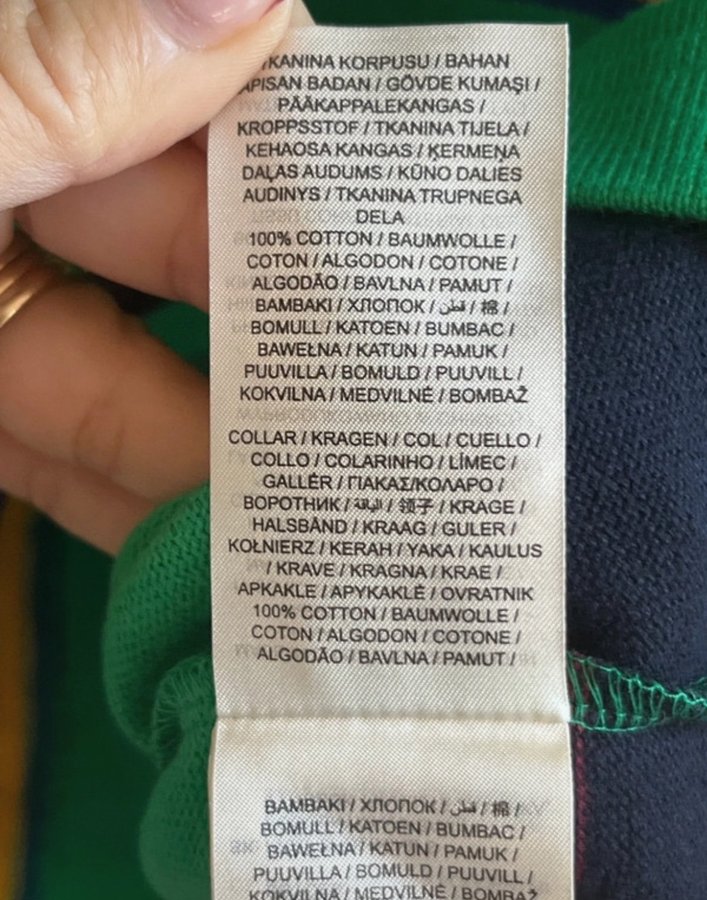 TKANINA KORPUSU / BAHAN
APISAN BADAN / GÖVDE KUMAŞI /
PÄÄKAPPALEKANGAS /
KROPPSSTOF / TKANINA TIJELA /
KEHAOSA KANGAS / ĶERMEŅA
DAĻAS AUDUMS / KŪNO DALIES
AUDINYS / TKANINA TRUPNEGA
DELA
100% COTTON / BAUMWOLLE /
COTON / ALGODON / COTONE /
ALGODÃO / BAVLNA / PAMUT /
BAMBAKI / ХЛОПОК / قطن / 棉 /
BOMULL / KATOEN / BUMBAC /
BAWEŁNA / KATUN / PAMUK /
PUUVILLA / BOMULD / PUUVILL /
KOKVILNA / MEDVILNĖ / BOMBAŽ
COLLAR / KRAGEN / COL / CUELLO /
COLLO / COLARINHO / LÍMEC /
GALLÉR / ΓΙΑΚΑΣ/ΚΟΛΑΡΟ /
ВОРОТНИК / الياقة / 领子 / KRAGE /
HALSBÅND / KRAAG / GULER /
KOŁNIERZ / KERAH / YAKA / KAULUS
/ KRAVE / KRAGNA / KRAE /
APKAKLE / APYKAKLĖ / OVRATNIK
100% COTTON / BAUMWOLLE /
COTON / ALGODON / COTONE /
ALGODÃO / BAVLNA / PAMUT /
BAMBAKI / ХЛОПОК / قطن / 棉 /
BOMULL / KATOEN / BUMBAC /
BAWEŁNA / KATUN / PAMUK /
PUUVILLA / BOMULD / PUUVILL /
KOKVILNA / MEDVILNĖ / BOMBAŽ